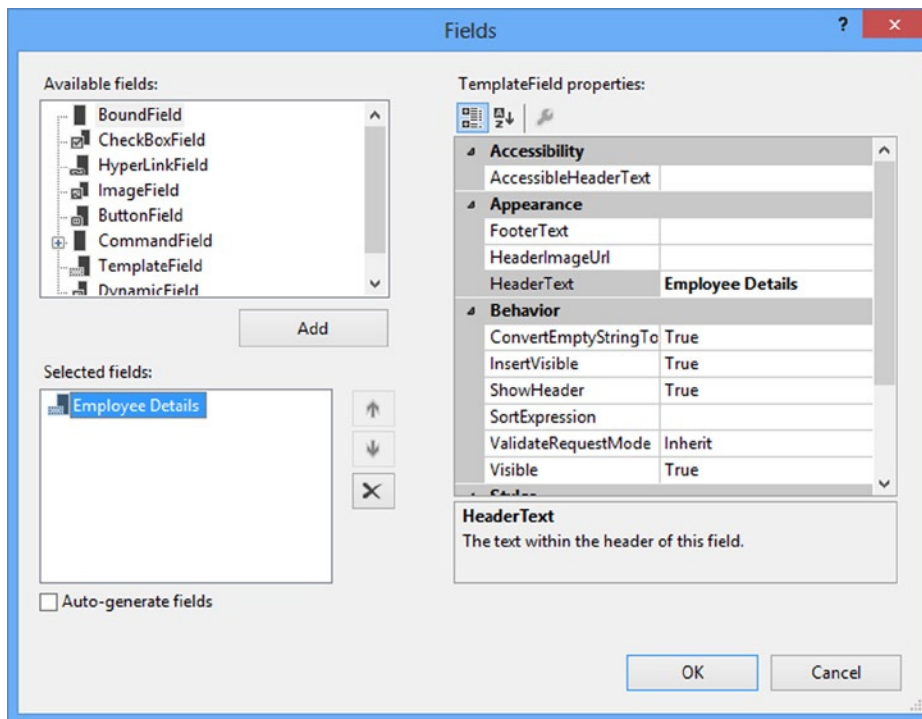 Fields
?
Available fields:
BoundField
CheckBoxField
HyperLinkField
ImageField
ButtonField
CommandField
TemplateField
DynamicField
Add
Selected fields:
Employee Details
Auto-generate fields
TemplateField properties:
Accessibility
AccessibleHeaderText
Appearance
FooterText
HeaderImageUrl
HeaderText Employee Details
Behavior
ConvertEmptyStringTo True
InsertVisible True
ShowHeader True
SortExpression
ValidateRequestMode Inherit
Visible True
Styles
HeaderText
The text within the header of this field.
OK
Cancel